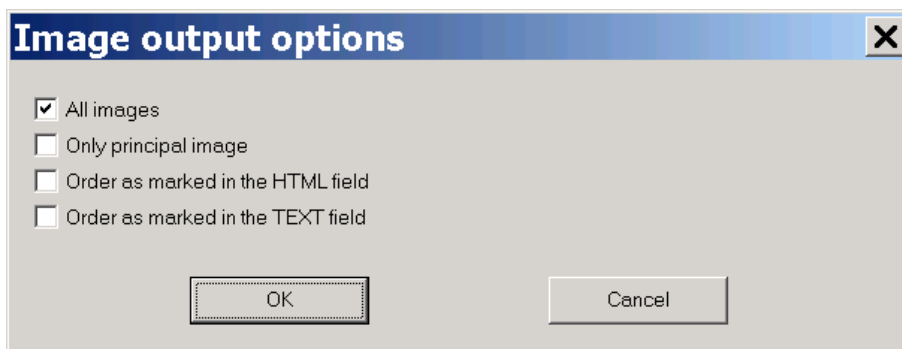 Image output options
All images
Only principal image
Order as marked in the HTML field
Order as marked in the TEXT field
OK
Cancel